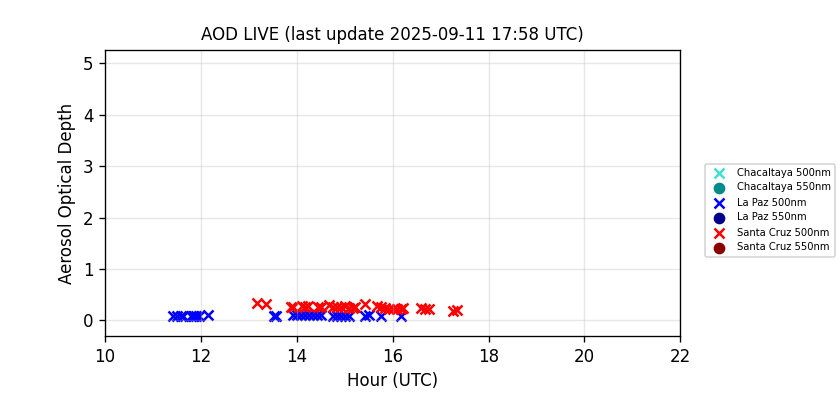 AOD LIVE (last update 2025-09-11 17:58 UTC)
Aerosol Optical Depth
5
4
3
2
1
0
10 12 14 16 18 20 22
Hour (UTC)
Chacaltaya 500nm
Chacaltaya 550nm
La Paz 500nm
La Paz 550nm
Santa Cruz 500nm
Santa Cruz 550nm